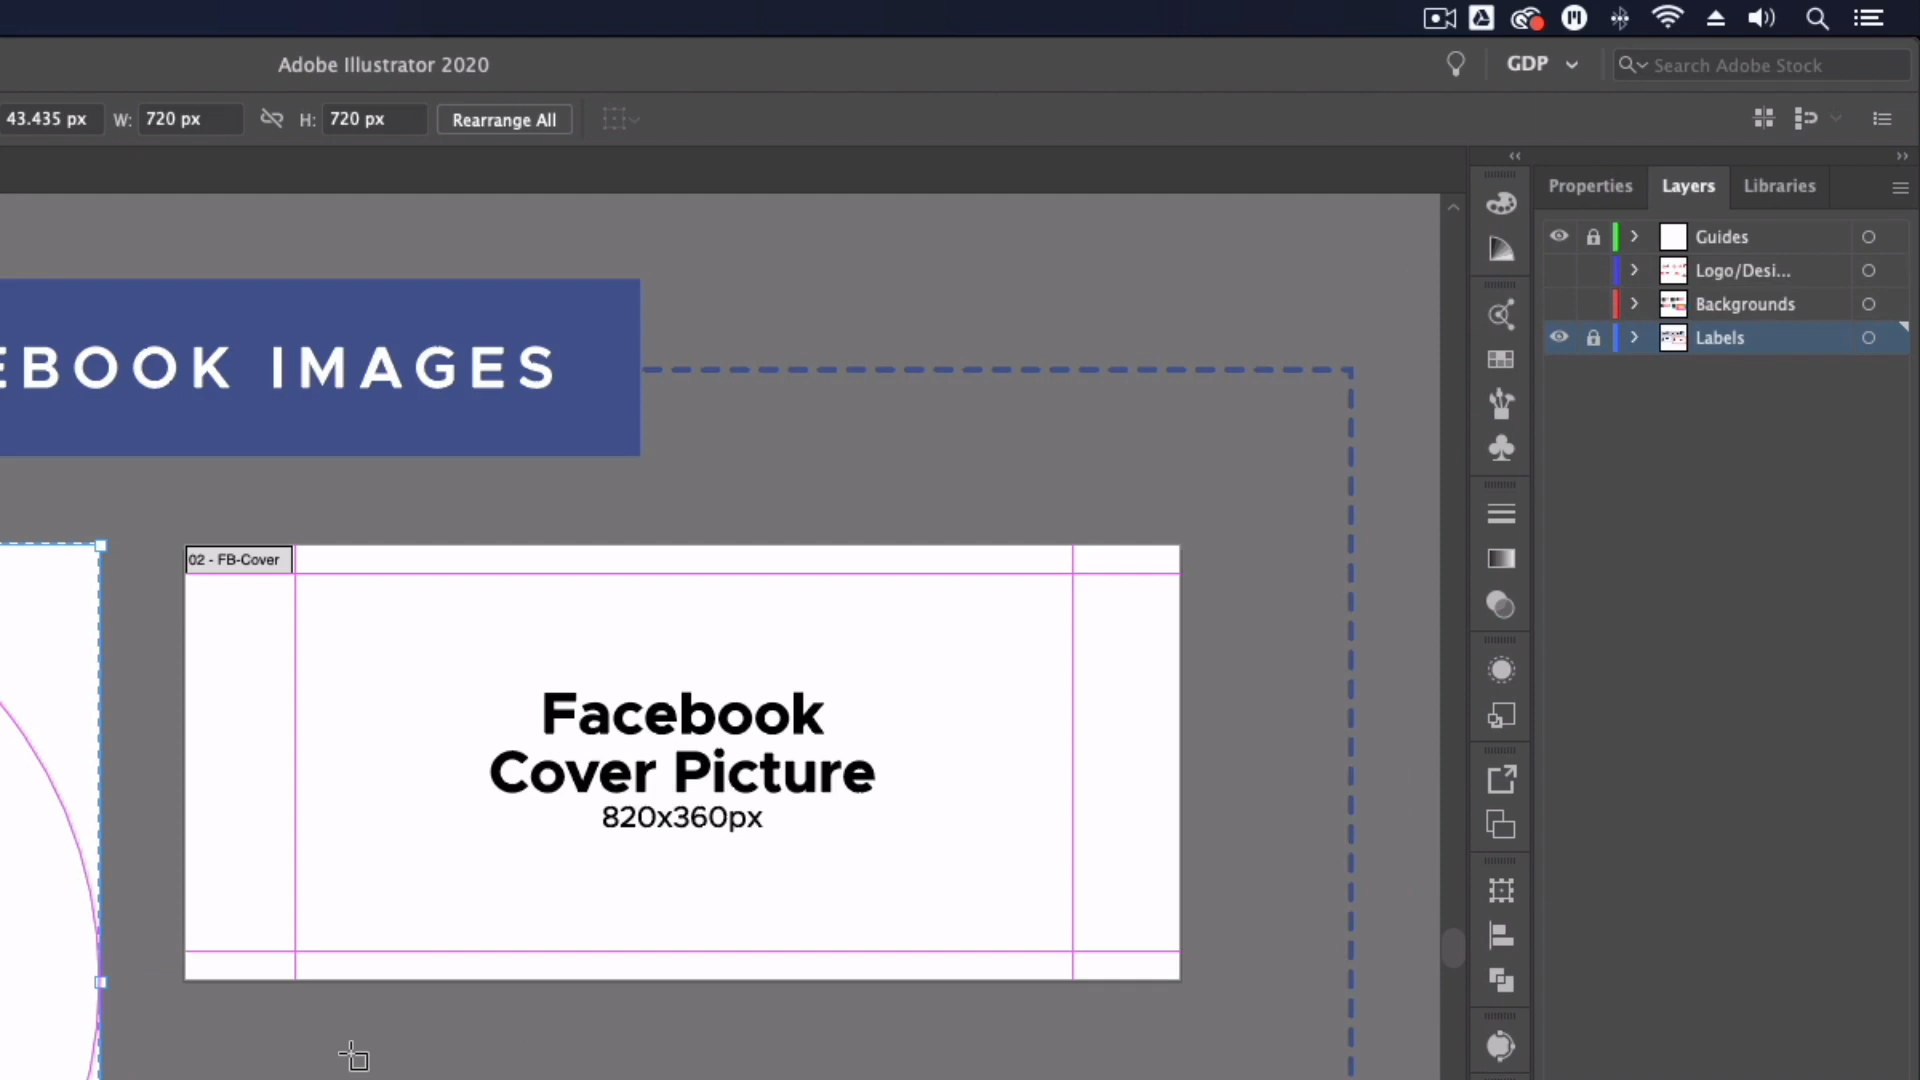 Adobe Illustrator 2020
GDP
Search Adobe Stock
43.435 px
W:
720 px
H:
720 px
Rearrange All
Properties
Layers
Libraries
Guides
Logo/Desi...
Backgrounds
Labels
EBOOK IMAGES
02 - FB-Cover
Facebook
Cover Picture
820x360px